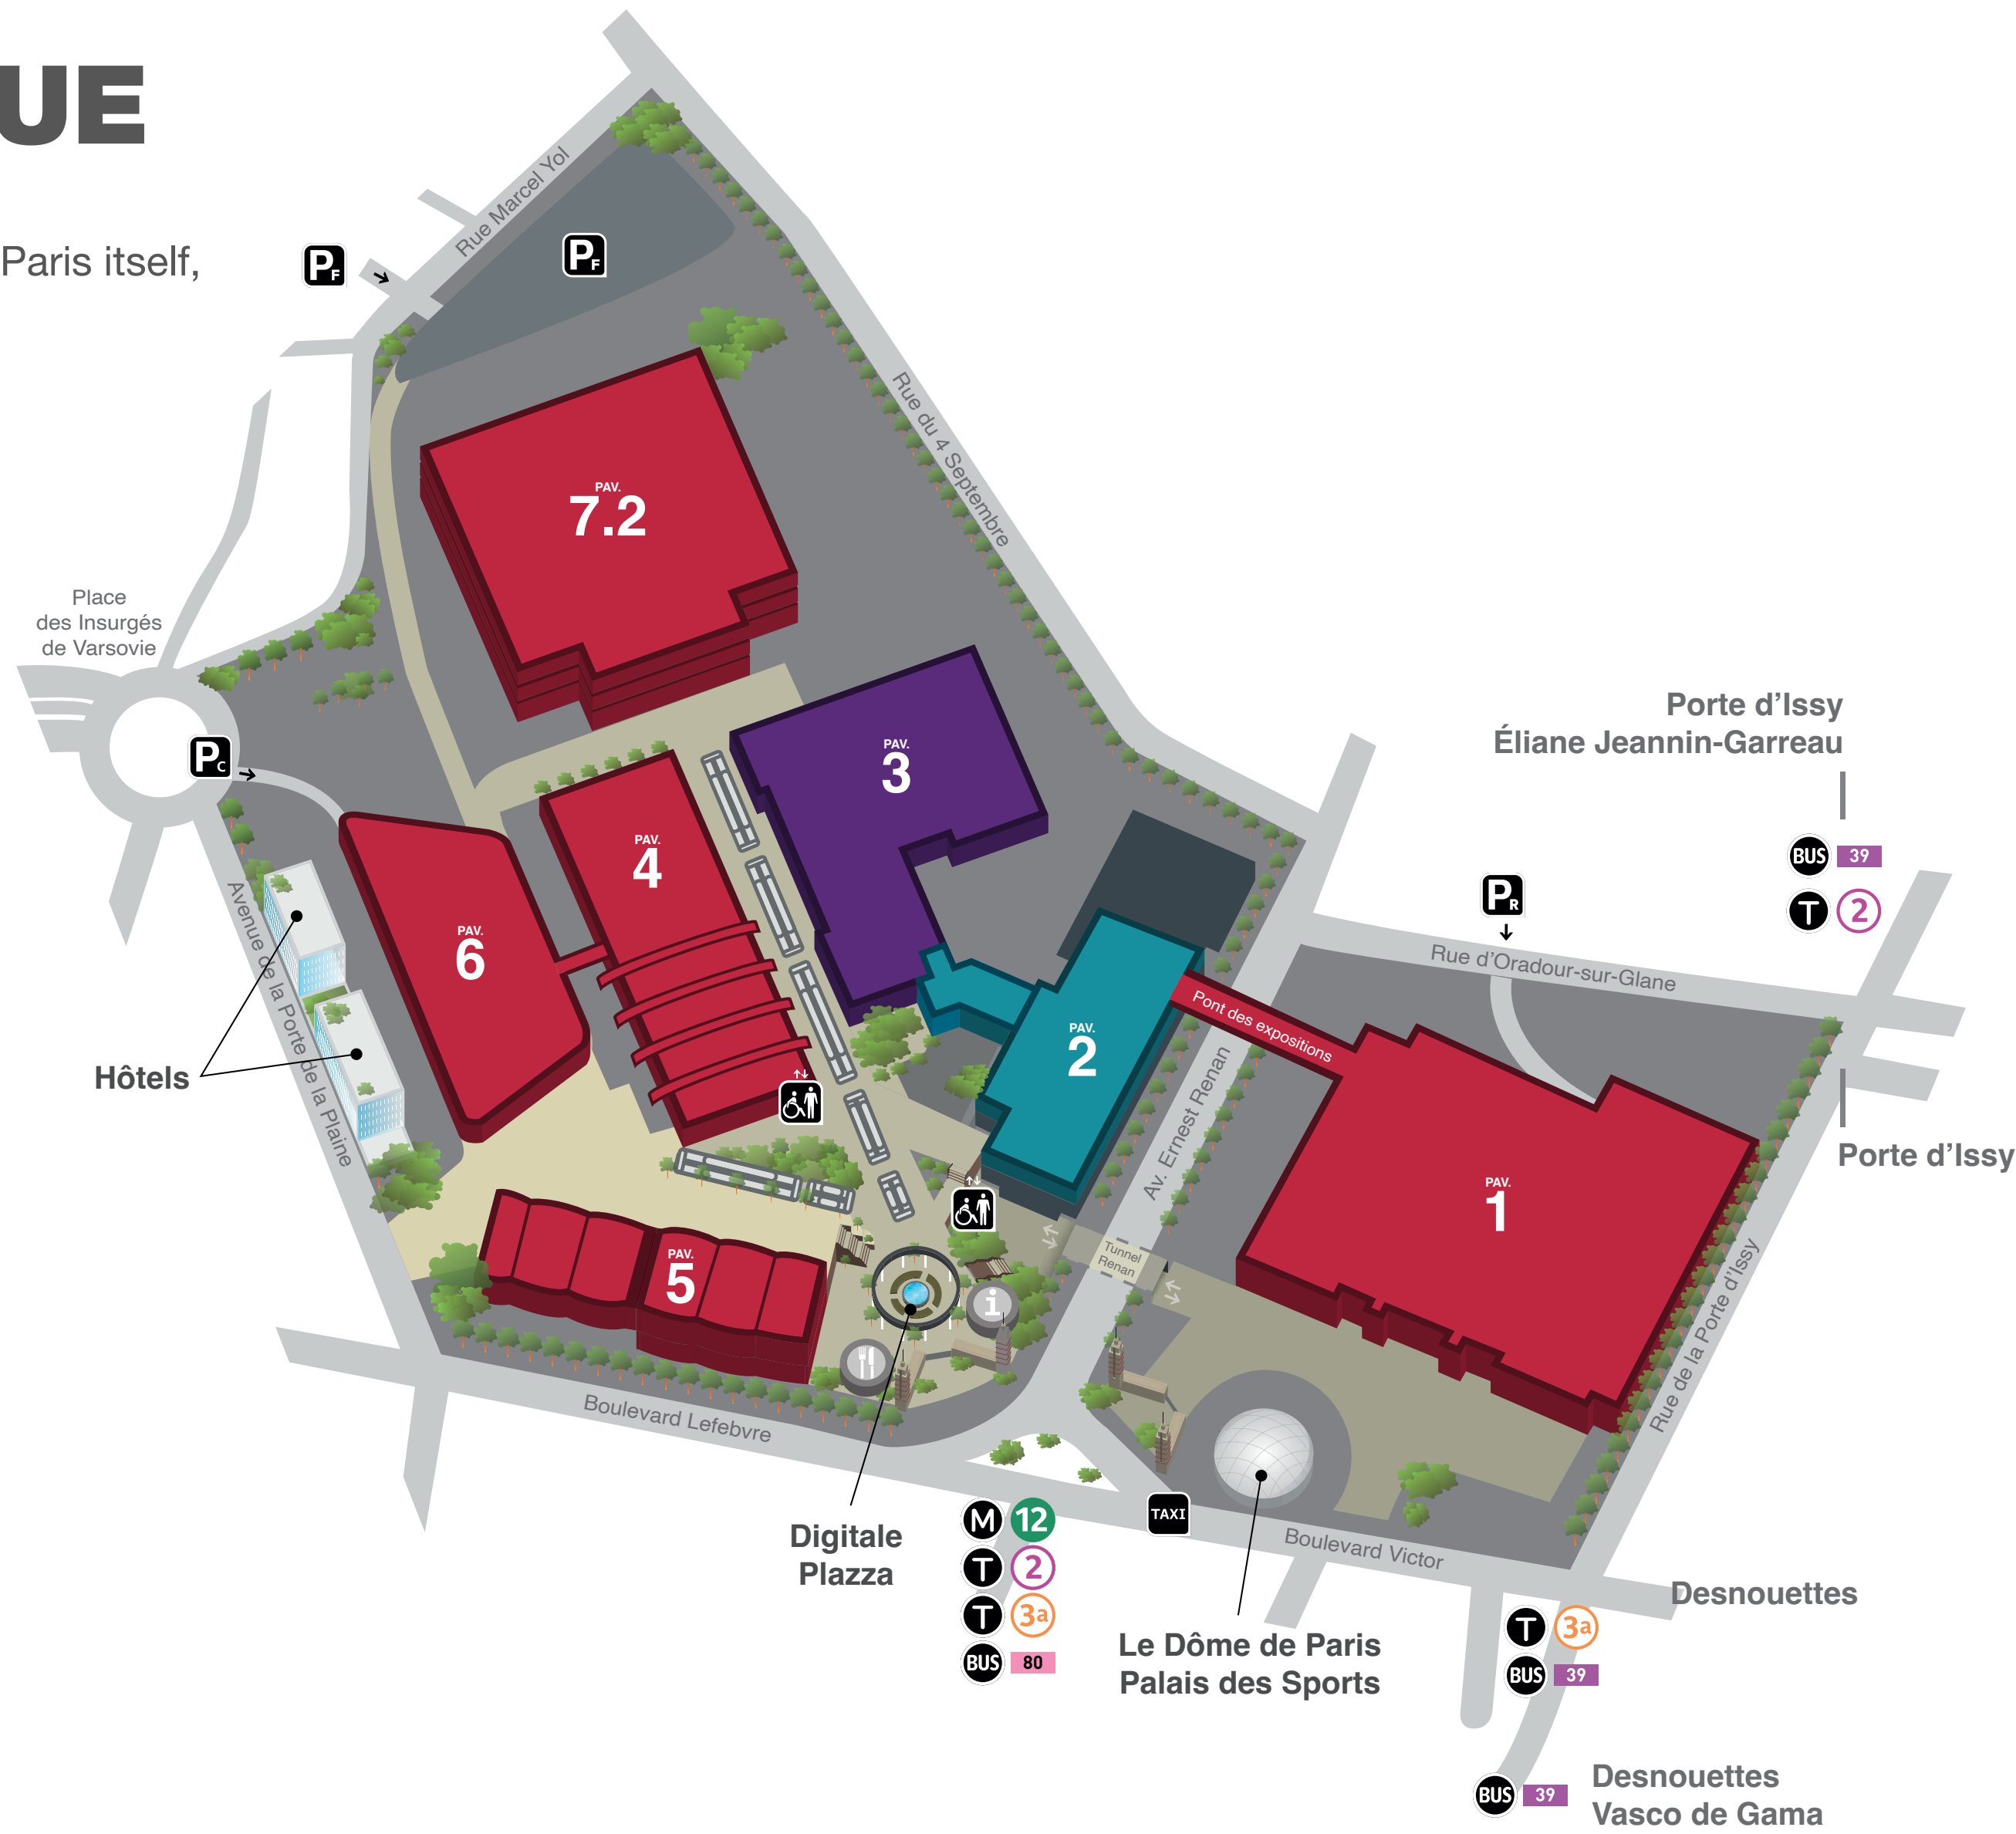 UE
Paris itself,
Rue Marcel Yol
PF
PF
Rue du 4 Septembre
PAV.
7.2
Place
des Insurgés
de Varsovie
PC
PAV.
3
PAV.
4
PAV.
6
Avenue de la Porte de la Plaine
Hôtels
PAV.
2
Pont des expositions
Av. Ernest Renan
Porte d'Issy
Éliane Jeannin-Garreau
BUS 39
T 2
PR
Rue d'Oradour-sur-Glane
Porte d'Issy
PAV.
1
Rue de la Porte d'Issy
Tunnel
Renan
PAV.
5
i
Boulevard Lefebvre
Digitale
Plazza
M 12
T 2
T 3a
BUS 80
TAXI
Boulevard Victor
Le Dôme de Paris
Palais des Sports
Desnouettes
T 3a
BUS 39
BUS 39
Desnouettes
Vasco de Gama